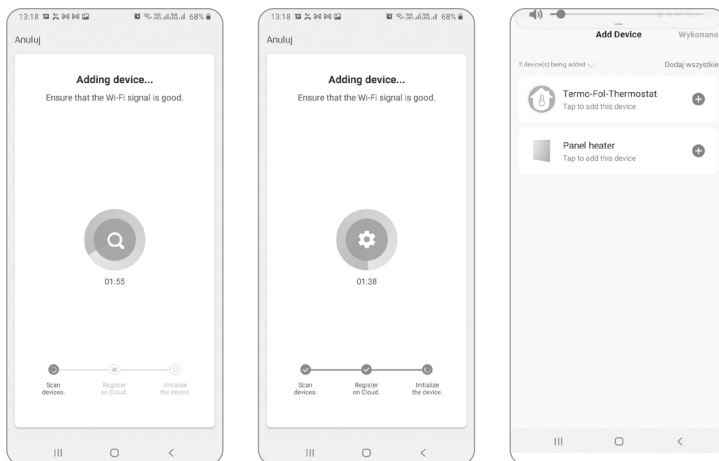 13:18
68%
Anuluj
Adding device...
Ensure that the Wi-Fi signal is good.
01:55
Scan
devices.
Register
on Cloud.
Initialize
the device.
13:18
68%
Anuluj
Adding device...
Ensure that the Wi-Fi signal is good.
01:38
Scan
devices.
Register
on Cloud.
Initialize
the device.
Add Device
Wykonano
2 device(s) being added
Dodaj wszystkie
Termo-Fol-Thermostat
Tap to add this device
Panel heater
Tap to add this device